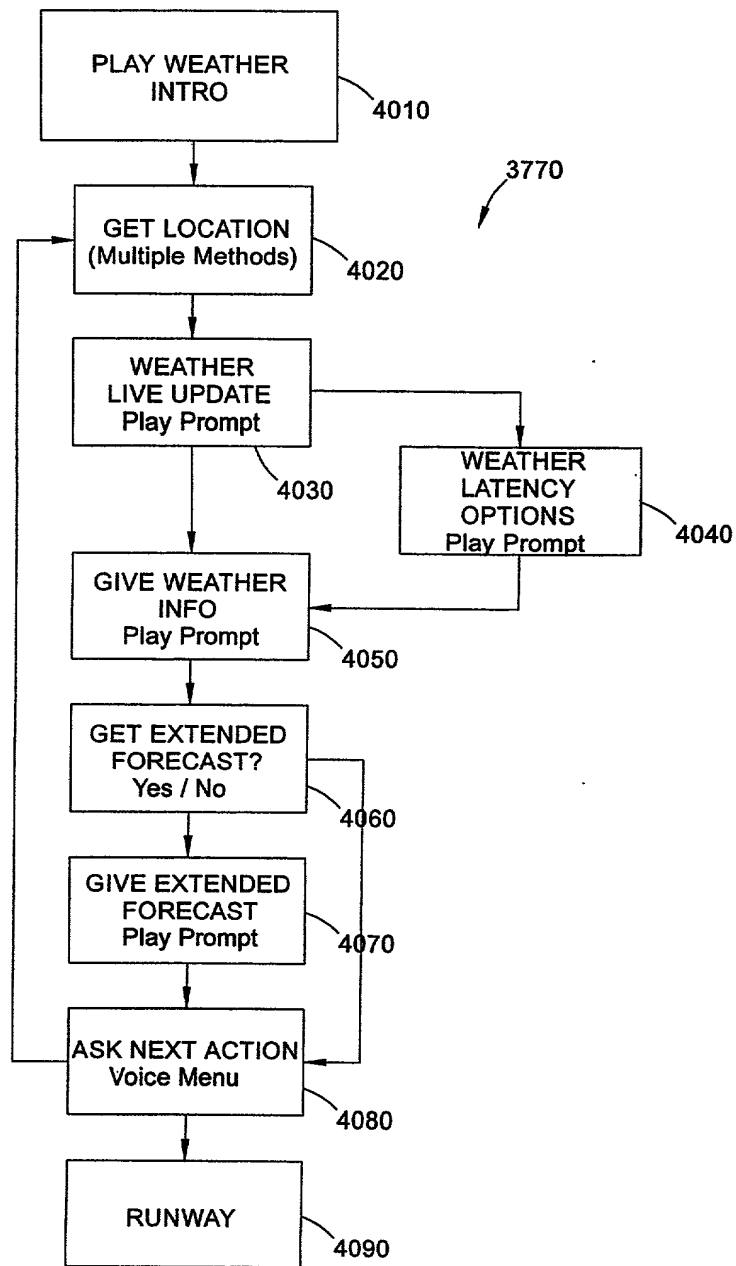 PLAY WEATHER
INTRO
4010
3770
GET LOCATION
(Multiple Methods)
4020
WEATHER
LIVE UPDATE
Play Prompt
4030
WEATHER
LATENCY
OPTIONS
Play Prompt
4040
GIVE WEATHER
INFO
Play Prompt
4050
GET EXTENDED
FORECAST?
Yes / No
4060
GIVE EXTENDED
FORECAST
Play Prompt
4070
ASK NEXT ACTION
Voice Menu
4080
RUNWAY
4090